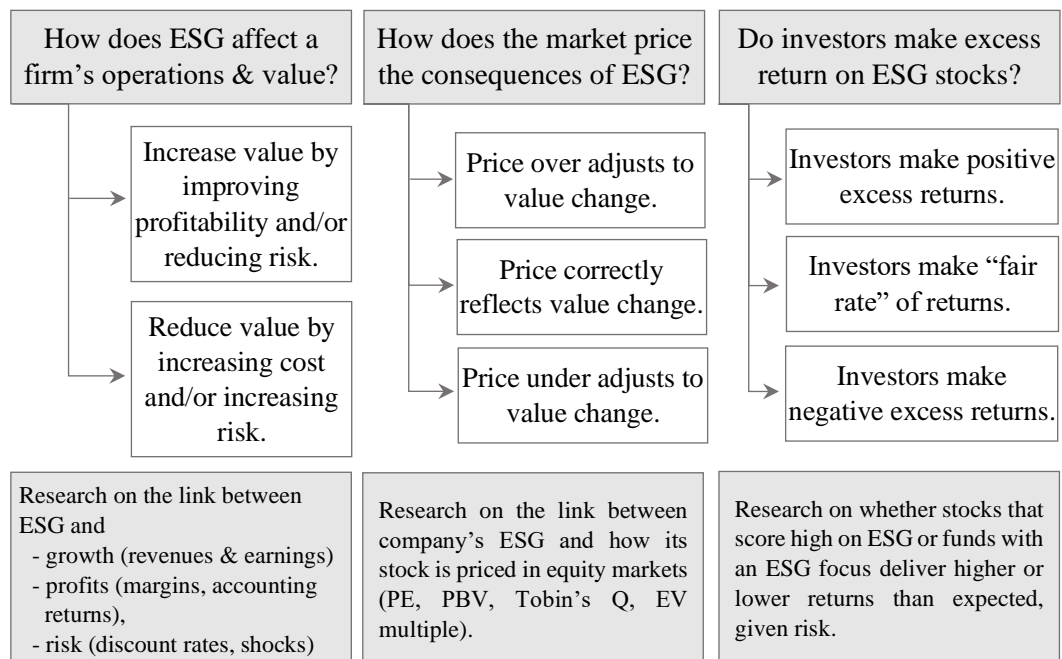 How does ESG affect a
firm’s operations & value?
Increase value by
improving
profitability and/or
reducing risk.
Reduce value by
increasing cost
and/or increasing
risk.
Research on the link between
ESG and
- growth (revenues & earnings)
- profits (margins, accounting
returns),
- risk (discount rates, shocks)
How does the market price
the consequences of ESG?
Price over adjusts to
value change.
Price correctly
reflects value change.
Price under adjusts to
value change.
Research on the link between
company’s ESG and how its
stock is priced in equity markets
(PE, PBV, Tobin’s Q, EV
multiple).
Do investors make excess
return on ESG stocks?
Investors make positive
excess returns.
Investors make “fair
rate” of returns.
Investors make
negative excess returns.
Research on whether stocks that
score high on ESG or funds with
an ESG focus deliver higher or
lower returns than expected,
given risk.